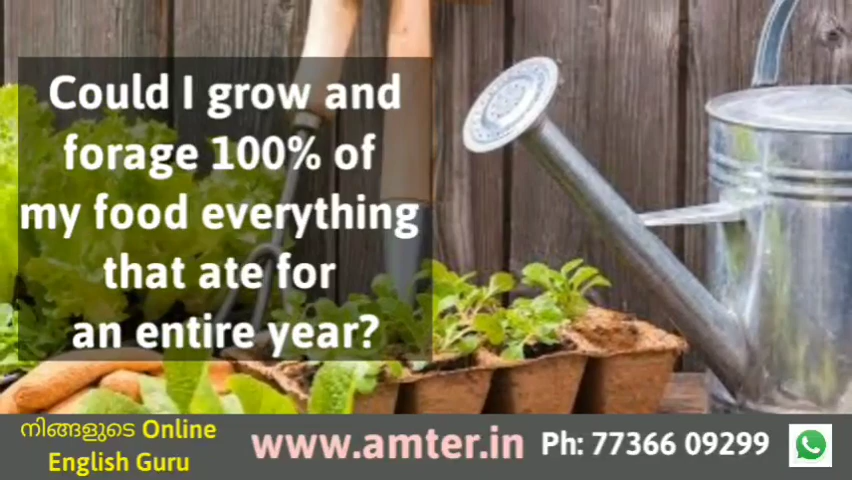 Could I grow and
forage 100% of
my food everything
that ate for
an entire year?
നിങ്ങളുടെ Online
English Guru
www.amter.in
Ph: 77366 09299